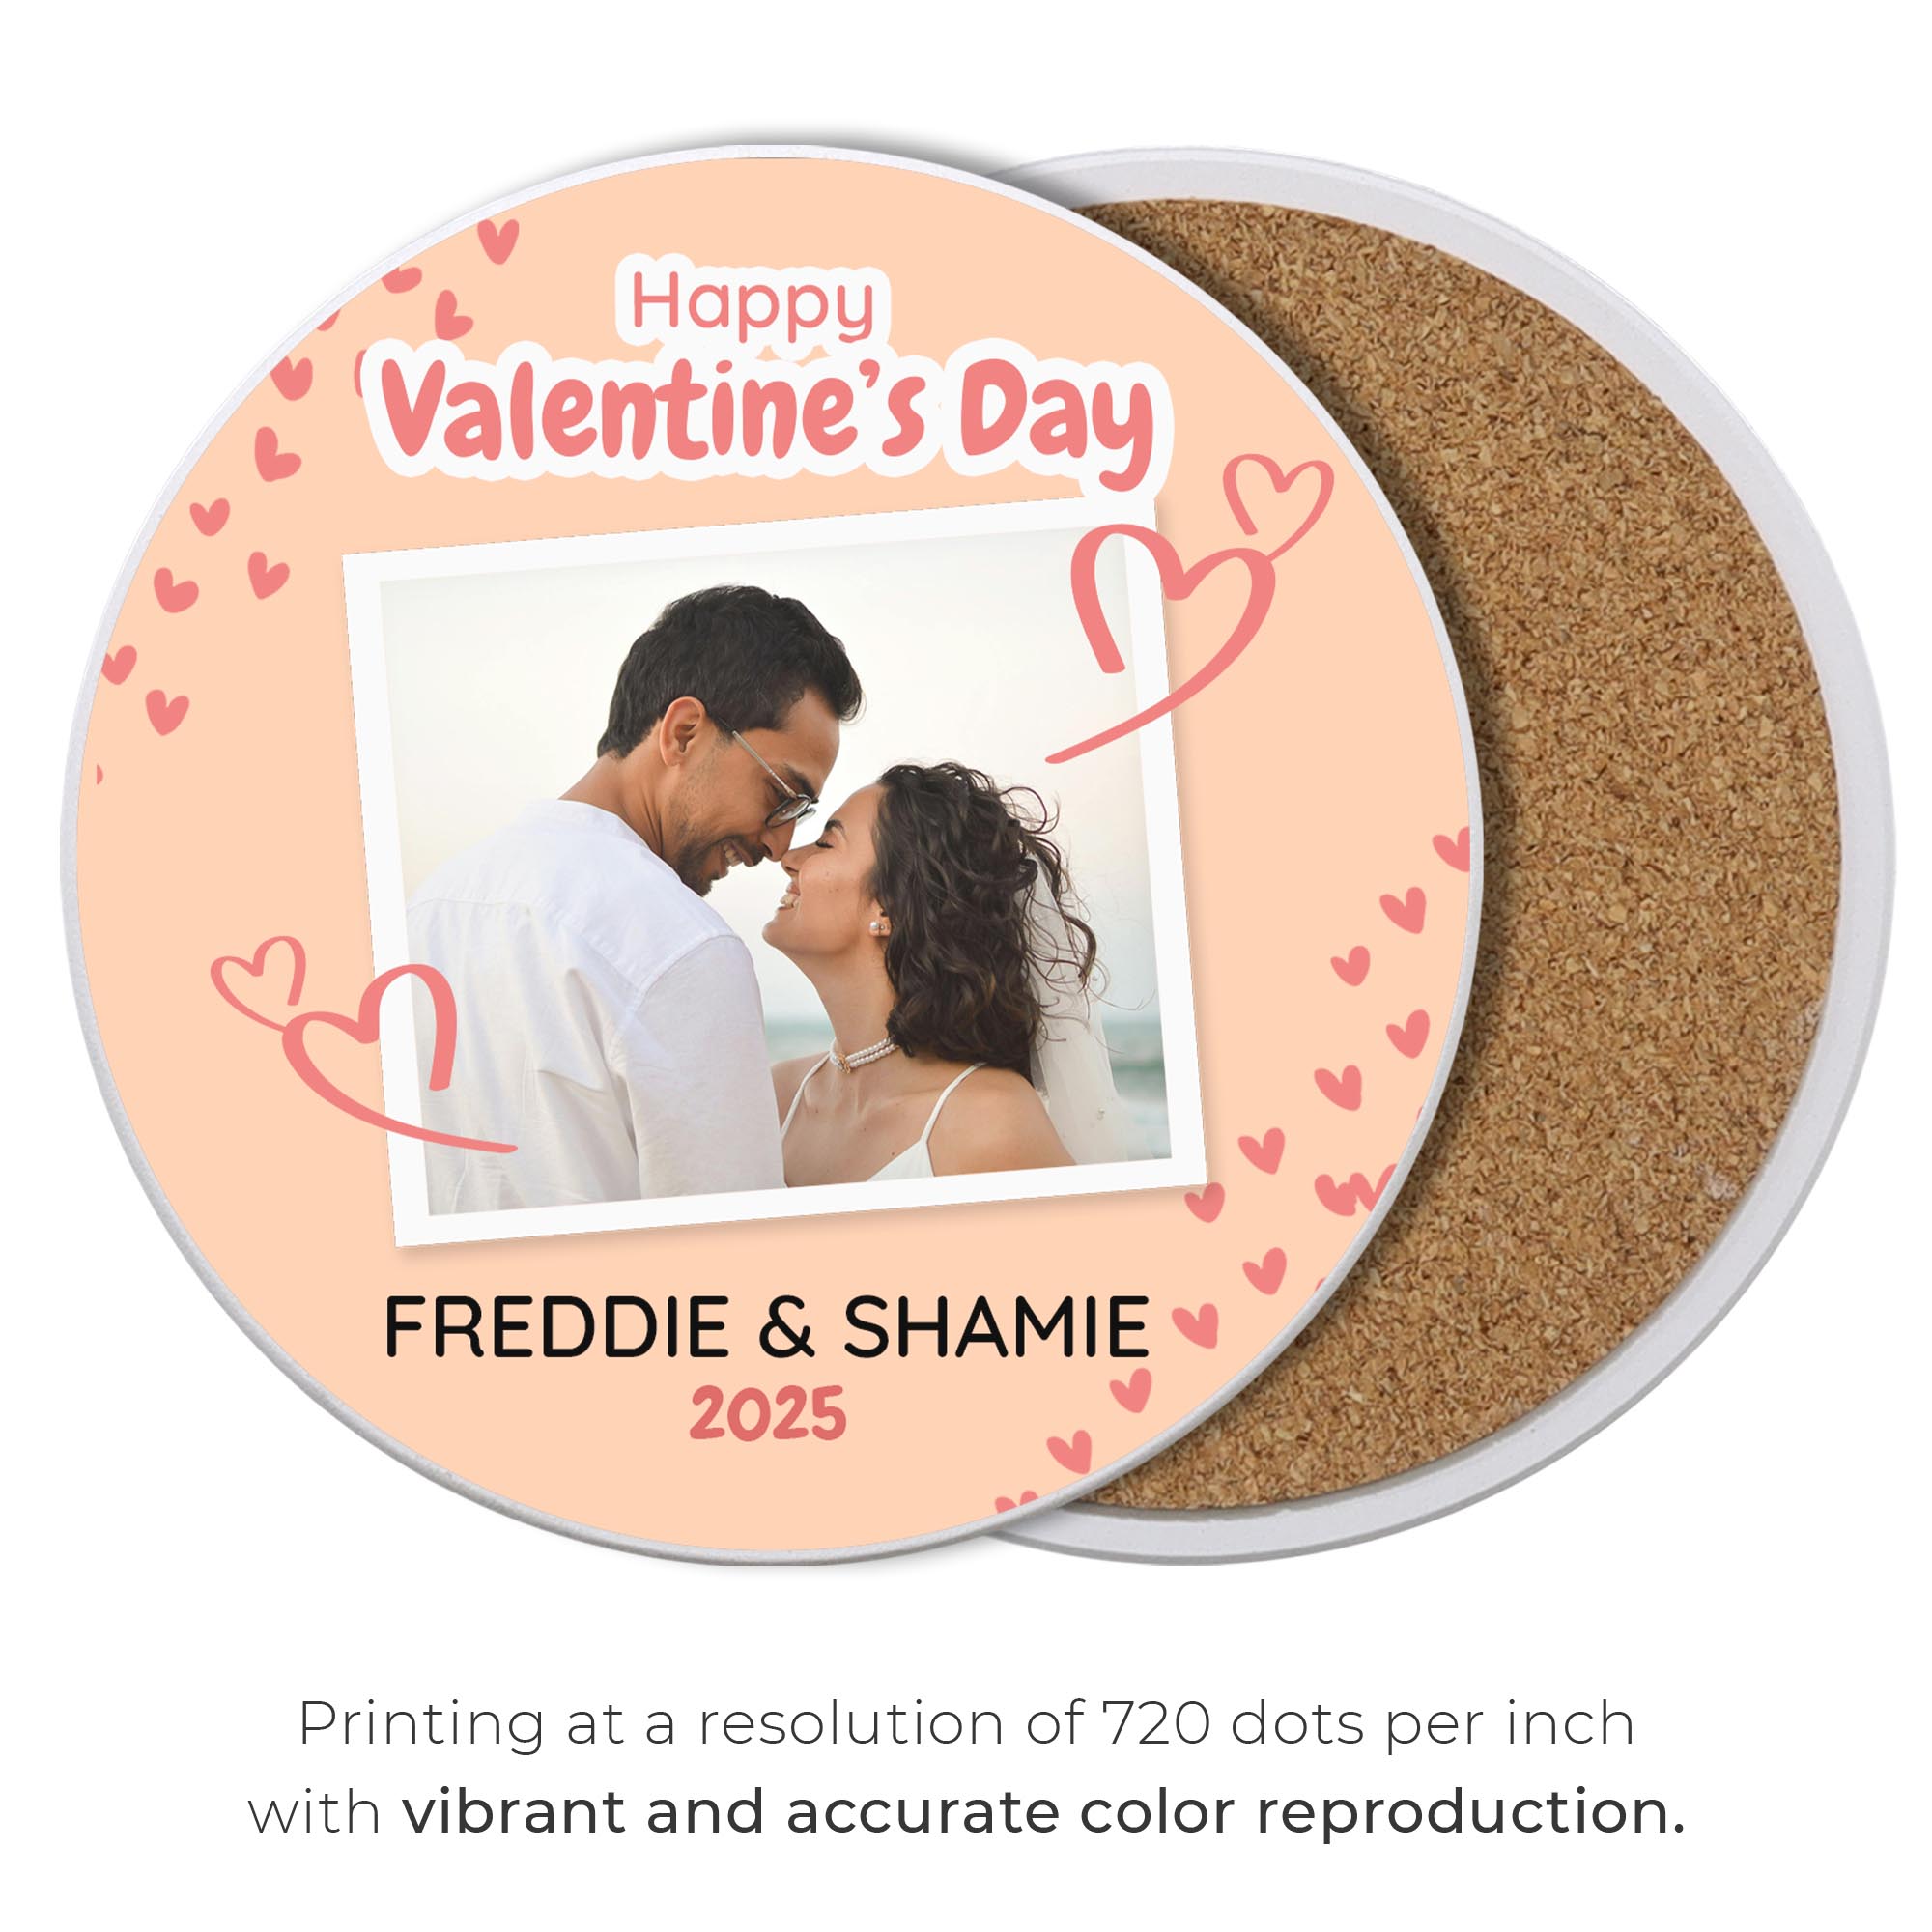 Happy
Valentine's Day
FREDDIE & SHAMIE
2025
Printing at a resolution of 720 dots per inch
with vibrant and accurate color reproduction.